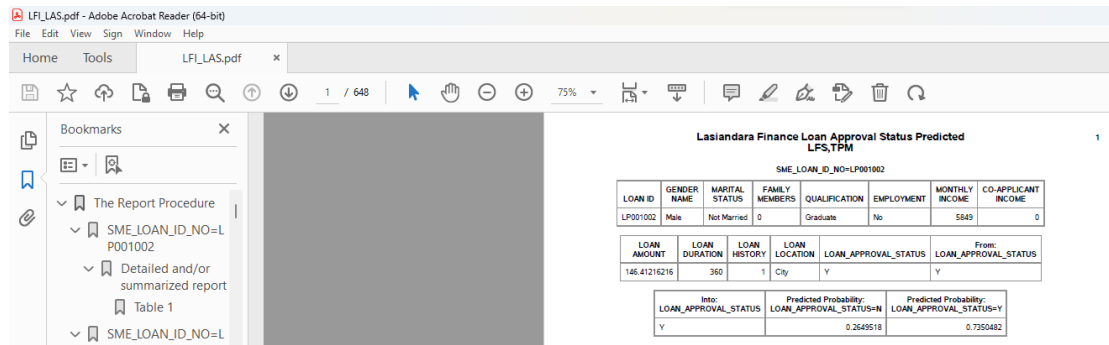 LFI_LAS.pdf - Adobe Acrobat Reader (64-bit)
File Edit View Sign Window Help
Home Tools LFI_LAS.pdf ×
1 / 648 75%
Bookmarks ×
The Report Procedure
SME_LOAN_ID_NO=L
P001002
Detailed and/or
summarized report
Table 1
SME_LOAN_ID_NO=L
Lasiandara Finance Loan Approval Status Predicted 1
LFS,TPM
SME_LOAN_ID_NO=LP001002
LOAN ID GENDER NAME MARITAL STATUS FAMILY MEMBERS QUALIFICATION EMPLOYMENT MONTHLY INCOME CO-APPLICANT INCOME
LP001002 Male Not Married 0 Graduate No 5849 0
LOAN AMOUNT LOAN DURATION LOAN HISTORY LOAN LOCATION LOAN_APPROVAL_STATUS From: LOAN_APPROVAL_STATUS
146.41216216 360 1 City Y Y
Into: LOAN_APPROVAL_STATUS Predicted Probability: LOAN_APPROVAL_STATUS=N Predicted Probability: LOAN_APPROVAL_STATUS=Y
Y 0.2649518 0.7350482